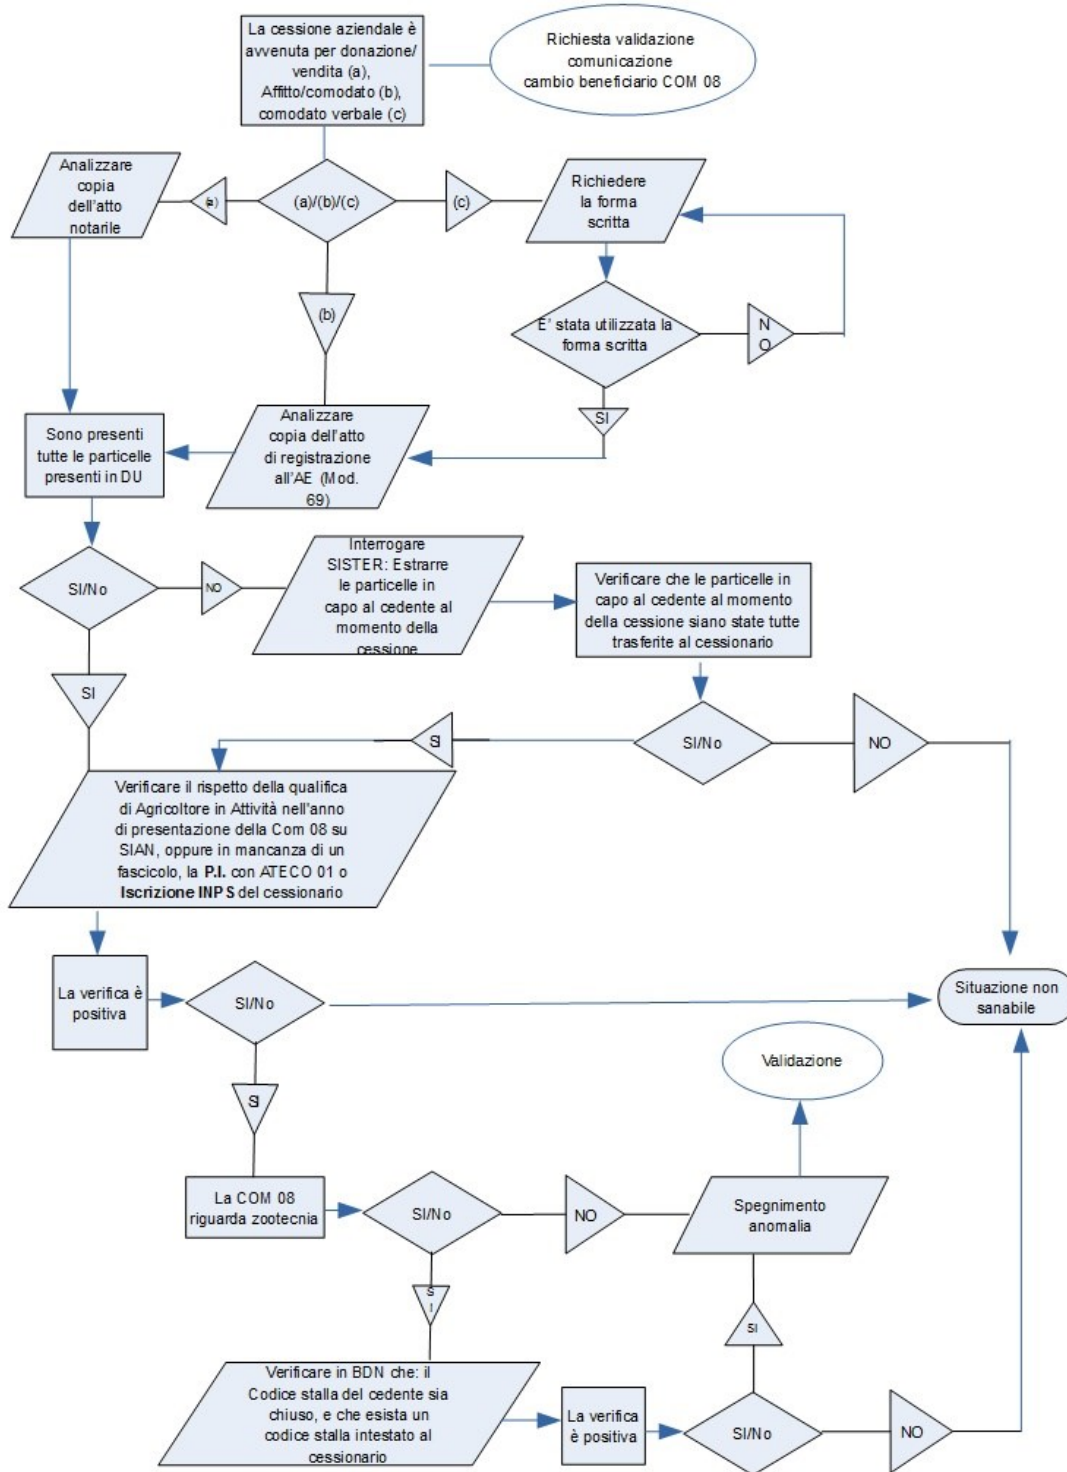 La cessione aziendale è
avvenuta per donazione/
vendita (a),
Affitto/comodato (b),
comodato verbale (c)
Richiesta validazione
comunicazione
cambio beneficiario COM 08
Analizzare
copia
dell'atto
notarile
(a)
(a)/(b)/(c)
(c)
Richiedere
la forma
scritta
(b)
E' stata utilizzata la
forma scritta
N
O
SI
Sono presenti
tutte le particelle
presenti in DU
Analizzare
copia dell'atto
di registrazione
all'AE (Mod.
69)
SI/No
NO
Interrogare
SISTER: Estrarre
le particelle in
capo al cedente al
momento della
cessione
Verificare che le particelle in
capo al cedente al momento
della cessione siano state tutte
trasferite al cessionario
SI
SI
SI/No
NO
Verificare il rispetto della qualifica
di Agricoltore in Attività nell'anno
di presentazione della Com 08 su
SIAN, oppure in mancanza di un
fascicolo, la P.I. con ATECO 01 o
Iscrizione INPS del cessionario
La verifica è
positiva
SI/No
Situazione non
sanabile
SI
Validazione
La COM 08
riguarda zootecnia
SI/No
NO
Spegnimento
anomalia
S
I
SI
Verificare in BDN che: il
Codice stalla del cedente sia
chiuso, e che esista un
codice stalla intestato al
cessionario
La verifica
è positiva
SI/No
NO